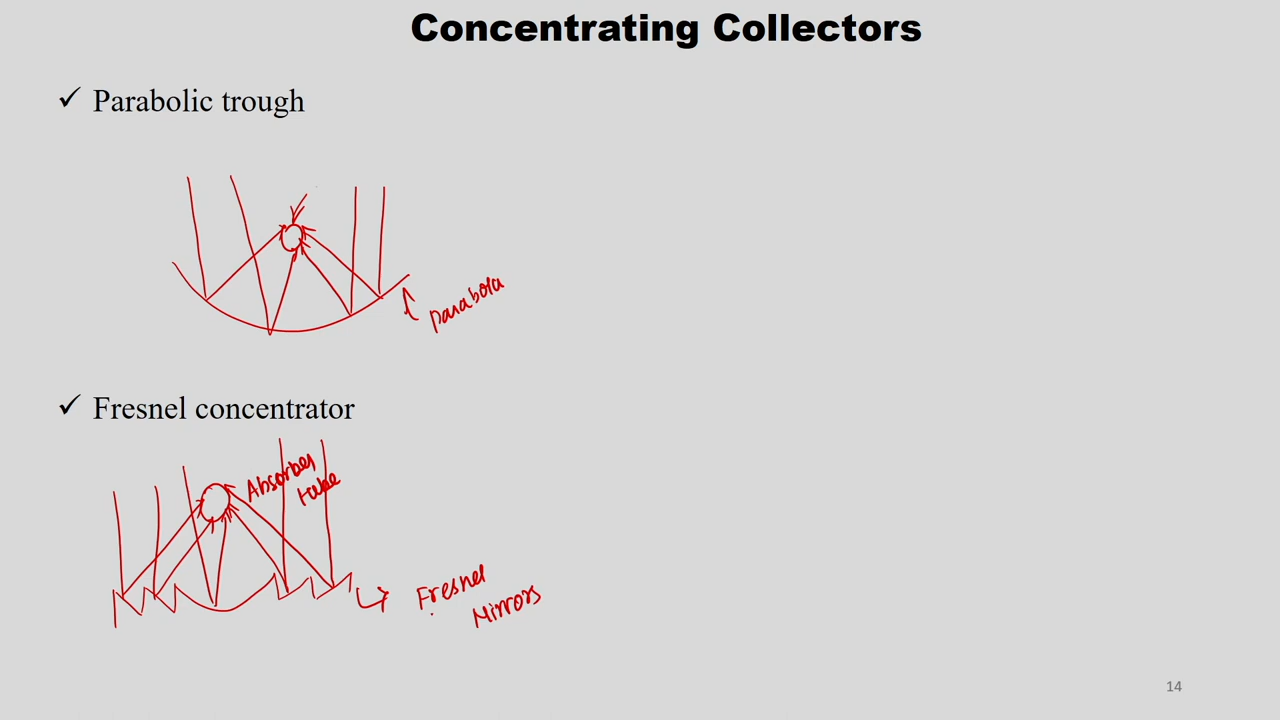 Concentrating Collectors
✓ Parabolic trough
parabola
✓ Fresnel concentrator
Absorber
tube
Fresnel
Mirrors
14